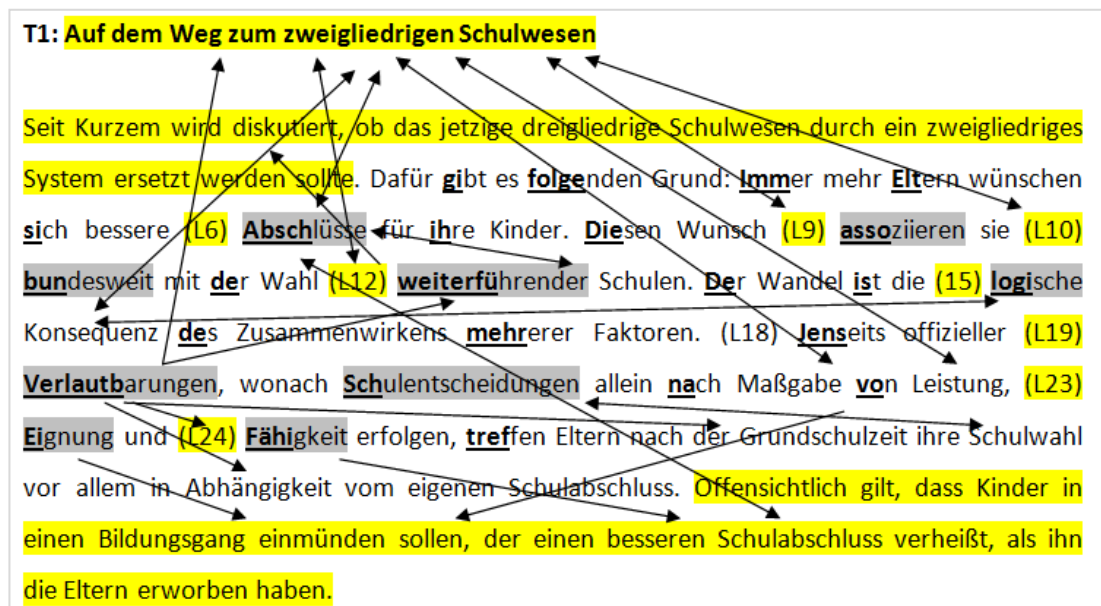 T1: Auf dem Weg zum zweigliedrigen Schulwesen
Seit Kurzem wird diskutiert, ob das jetzige dreigliedrige Schulwesen durch ein zweigliedriges
System ersetzt werden sollte. Dafür gibt es folgenden Grund: Immer mehr Eltern wünschen
sich bessere (L6) Abschlüsse für ihre Kinder. Diesen Wunsch (L9) assoziieren sie (L10)
bundesweit mit der Wahl (L12) weiterführender Schulen. Der Wandel ist die (15) logische
Konsequenz des Zusammenwirkens mehrerer Faktoren. (L18) Jenseits offizieller (L19)
Verlautbarungen, wonach Schulentscheidungen allein nach Maßgabe von Leistung, (L23)
Eignung und (L24) Fähigkeit erfolgen, treffen Eltern nach der Grundschulzeit ihre Schulwahl
vor allem in Abhängigkeit vom eigenen Schulabschluss. Offensichtlich gilt, dass Kinder in
einen Bildungsgang einmünden sollen, der einen besseren Schulabschluss verheißt, als ihn
die Eltern erworben haben.